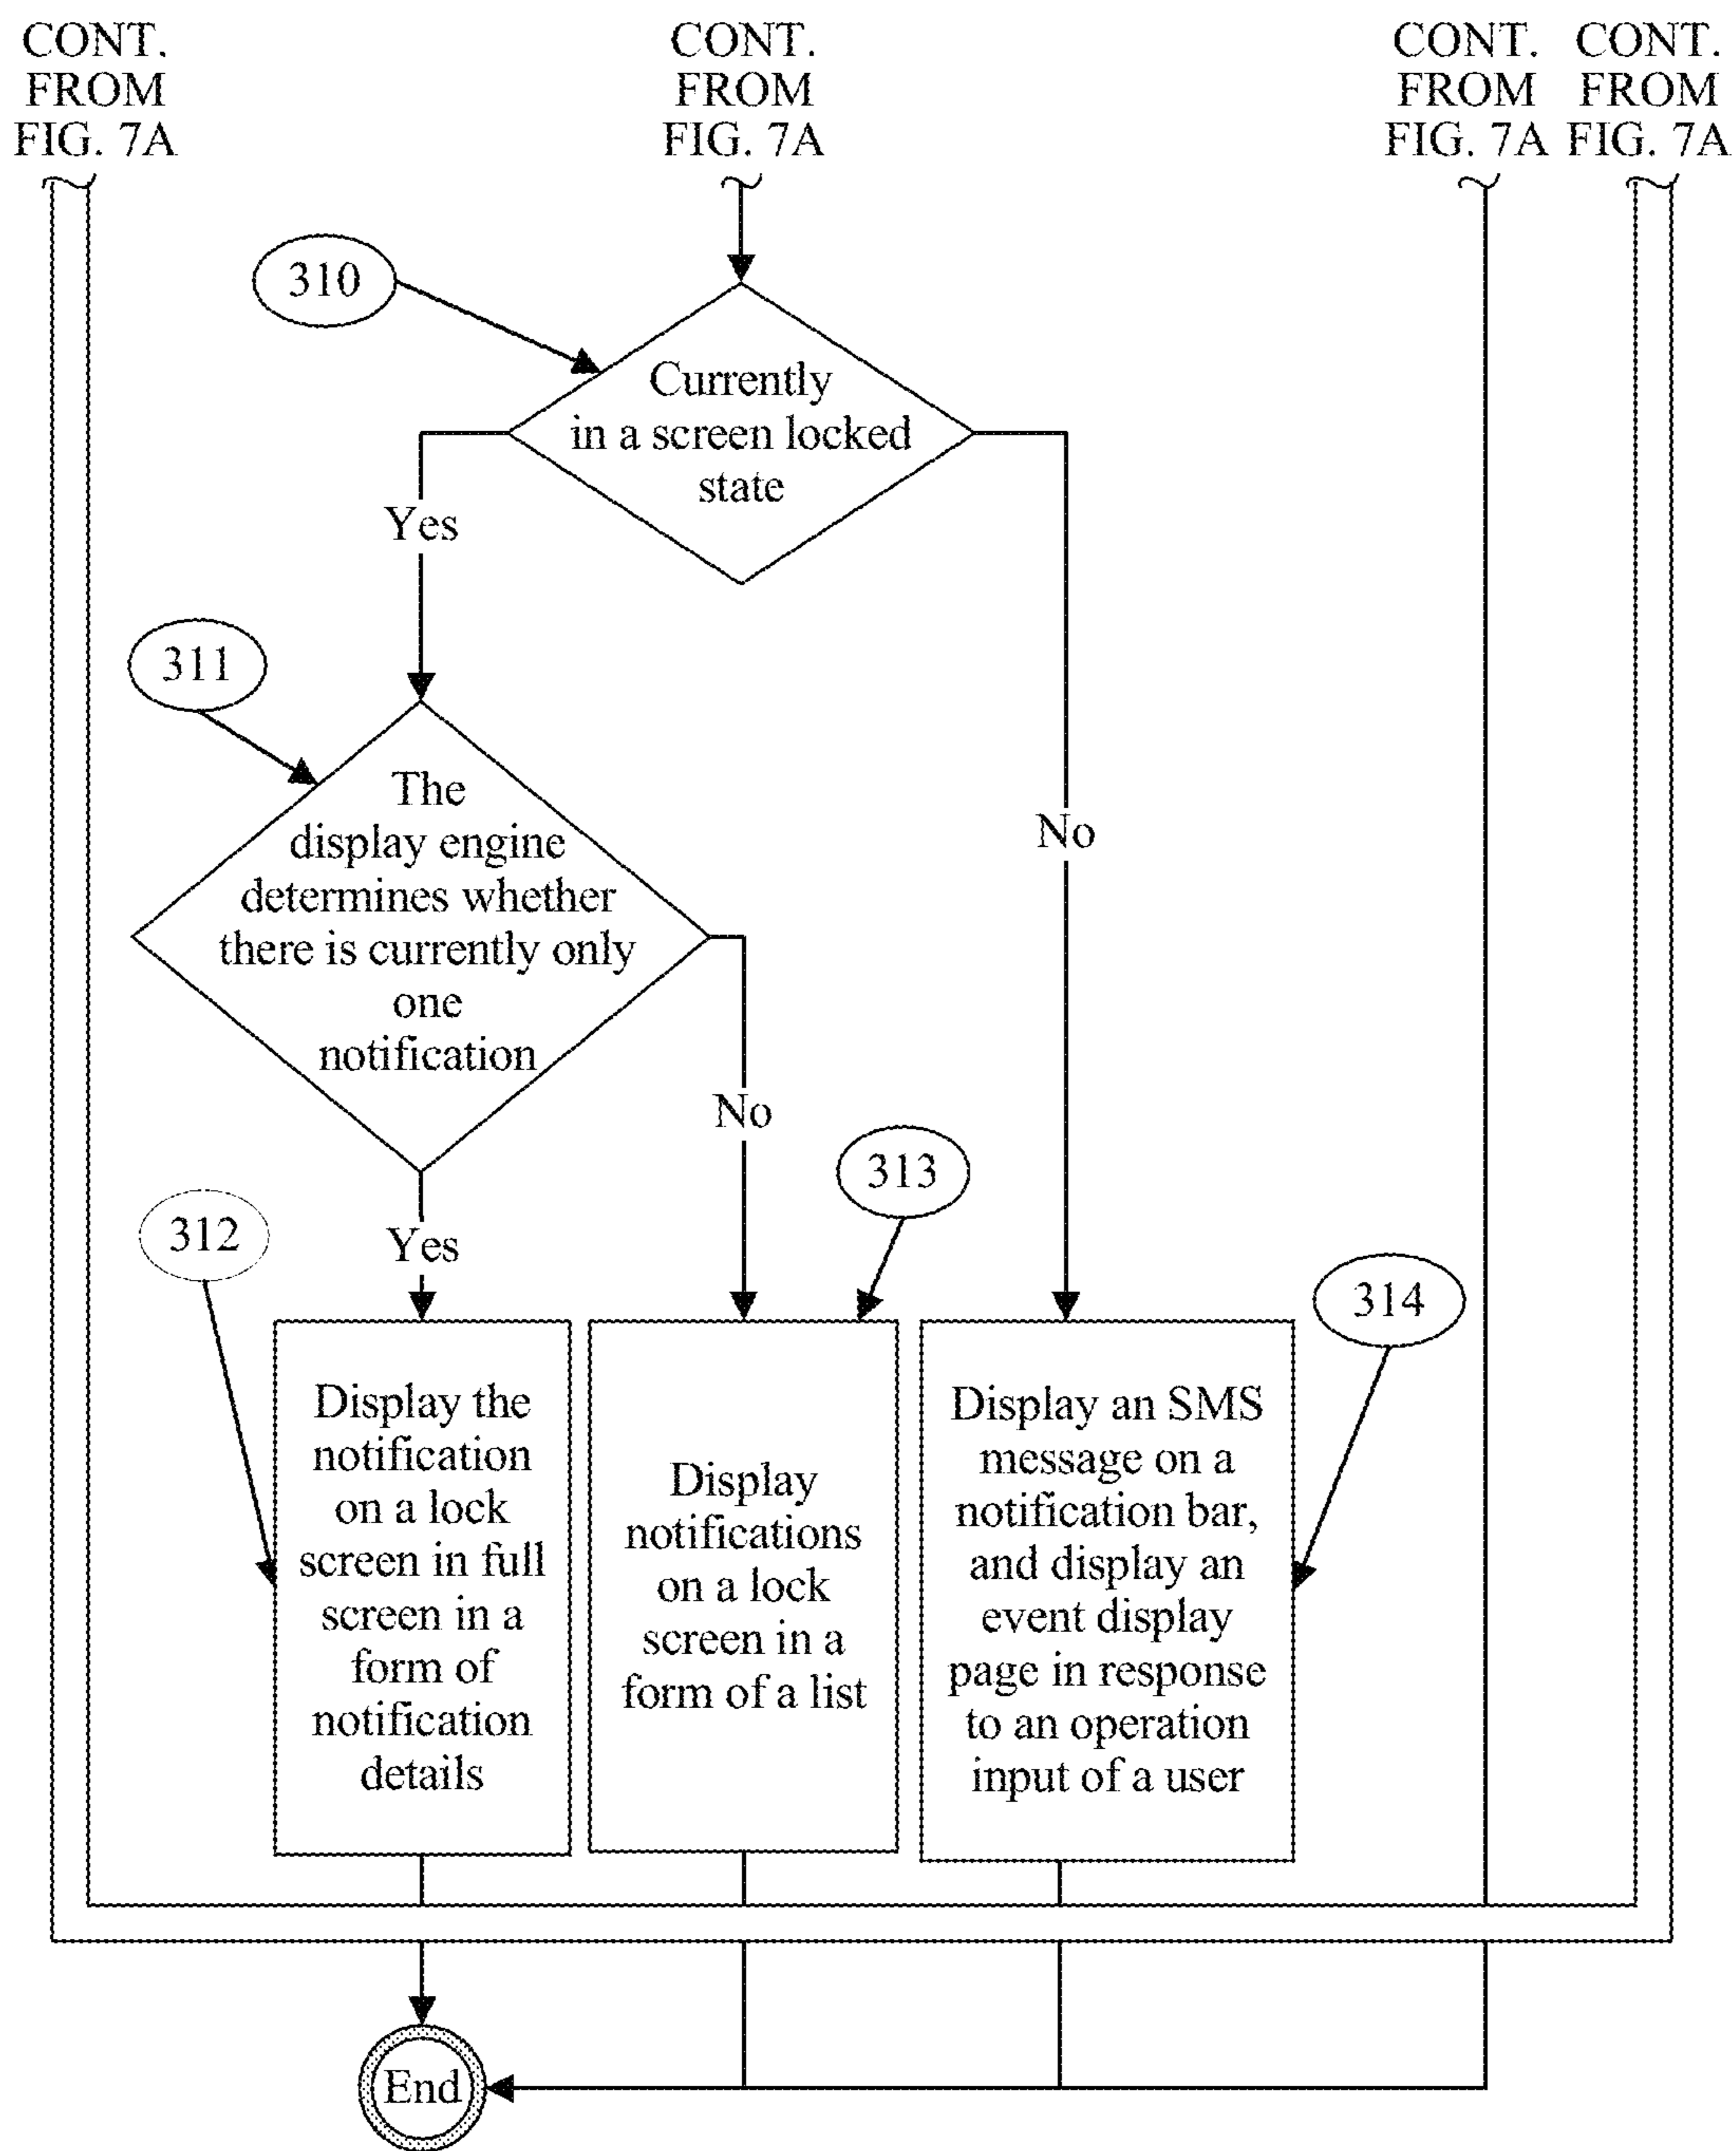 CONT.
FROM
FIG. 7A
CONT.
FROM
FIG. 7A
CONT.
FROM
FIG. 7A
CONT.
FROM
FIG. 7A
310
Currently
in a screen locked
state
Yes
No
311
The
display engine
determines whether
there is currently only
one
notification
No
Yes
312
313
314
Display the
notification
on a lock
screen in full
screen in a
form of
notification
details
Display
notifications
on a lock
screen in a
form of a list
Display an SMS
message on a
notification bar,
and display an
event display
page in response
to an operation
input of a user
End